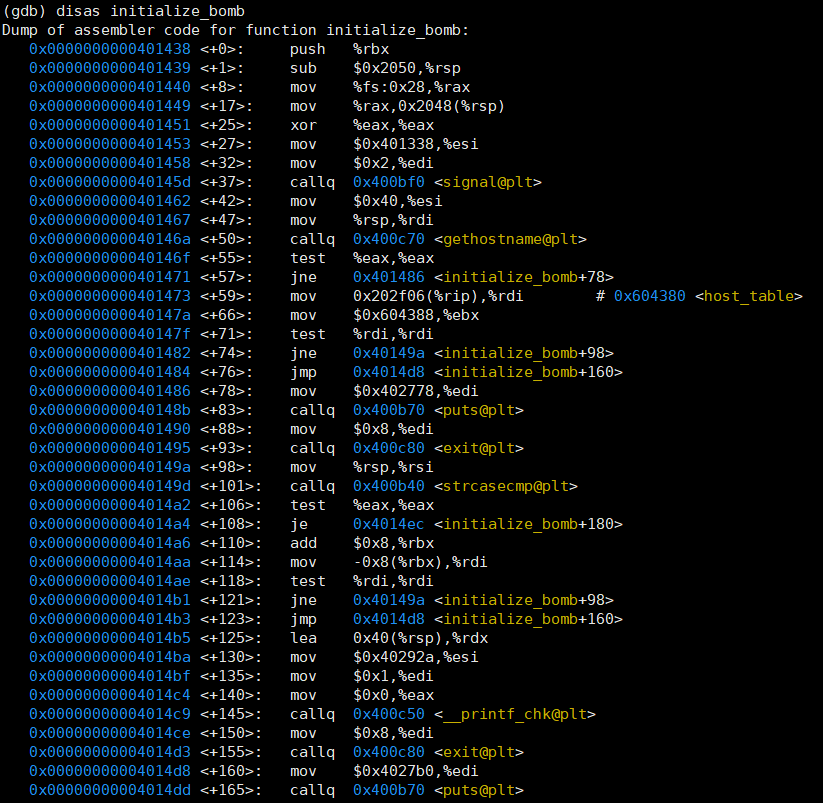 (gdb) disas initialize_bomb
Dump of assembler code for function initialize_bomb:
   0x0000000000401438 <+0>:     push   %rbx
   0x0000000000401439 <+1>:     sub    $0x2050,%rsp
   0x0000000000401440 <+8>:     mov    %fs:0x28,%rax
   0x0000000000401449 <+17>:    mov    %rax,0x2048(%rsp)
   0x0000000000401451 <+25>:    xor    %eax,%eax
   0x0000000000401453 <+27>:    mov    $0x401338,%esi
   0x0000000000401458 <+32>:    mov    $0x2,%edi
   0x000000000040145d <+37>:    callq  0x400bf0 <signal@plt>
   0x0000000000401462 <+42>:    mov    $0x40,%esi
   0x0000000000401467 <+47>:    mov    %rsp,%rdi
   0x000000000040146a <+50>:    callq  0x400c70 <gethostname@plt>
   0x000000000040146f <+55>:    test   %eax,%eax
   0x0000000000401471 <+57>:    jne    0x401486 <initialize_bomb+78>
   0x0000000000401473 <+59>:    mov    0x202f06(%rip),%rdi        # 0x604380 <host_table>
   0x000000000040147a <+66>:    mov    $0x604388,%ebx
   0x000000000040147f <+71>:    test   %rdi,%rdi
   0x0000000000401482 <+74>:    jne    0x40149a <initialize_bomb+98>
   0x0000000000401484 <+76>:    jmp    0x4014d8 <initialize_bomb+160>
   0x0000000000401486 <+78>:    mov    $0x402778,%edi
   0x000000000040148b <+83>:    callq  0x400b70 <puts@plt>
   0x0000000000401490 <+88>:    mov    $0x8,%edi
   0x0000000000401495 <+93>:    callq  0x400c80 <exit@plt>
   0x000000000040149a <+98>:    mov    %rsp,%rsi
   0x000000000040149d <+101>:   callq  0x400b40 <strcasecmp@plt>
   0x00000000004014a2 <+106>:   test   %eax,%eax
   0x00000000004014a4 <+108>:   je     0x4014ec <initialize_bomb+180>
   0x00000000004014a6 <+110>:   add    $0x8,%rbx
   0x00000000004014aa <+114>:   mov    -0x8(%rbx),%rdi
   0x00000000004014ae <+118>:   test   %rdi,%rdi
   0x00000000004014b1 <+121>:   jne    0x40149a <initialize_bomb+98>
   0x00000000004014b3 <+123>:   jmp    0x4014d8 <initialize_bomb+160>
   0x00000000004014b5 <+125>:   lea    0x40(%rsp),%rdx
   0x00000000004014ba <+130>:   mov    $0x40292a,%esi
   0x00000000004014bf <+135>:   mov    $0x1,%edi
   0x00000000004014c4 <+140>:   mov    $0x0,%eax
   0x00000000004014c9 <+145>:   callq  0x400c50 <__printf_chk@plt>
   0x00000000004014ce <+150>:   mov    $0x8,%edi
   0x00000000004014d3 <+155>:   callq  0x400c80 <exit@plt>
   0x00000000004014d8 <+160>:   mov    $0x4027b0,%edi
   0x00000000004014dd <+165>:   callq  0x400b70 <puts@plt>